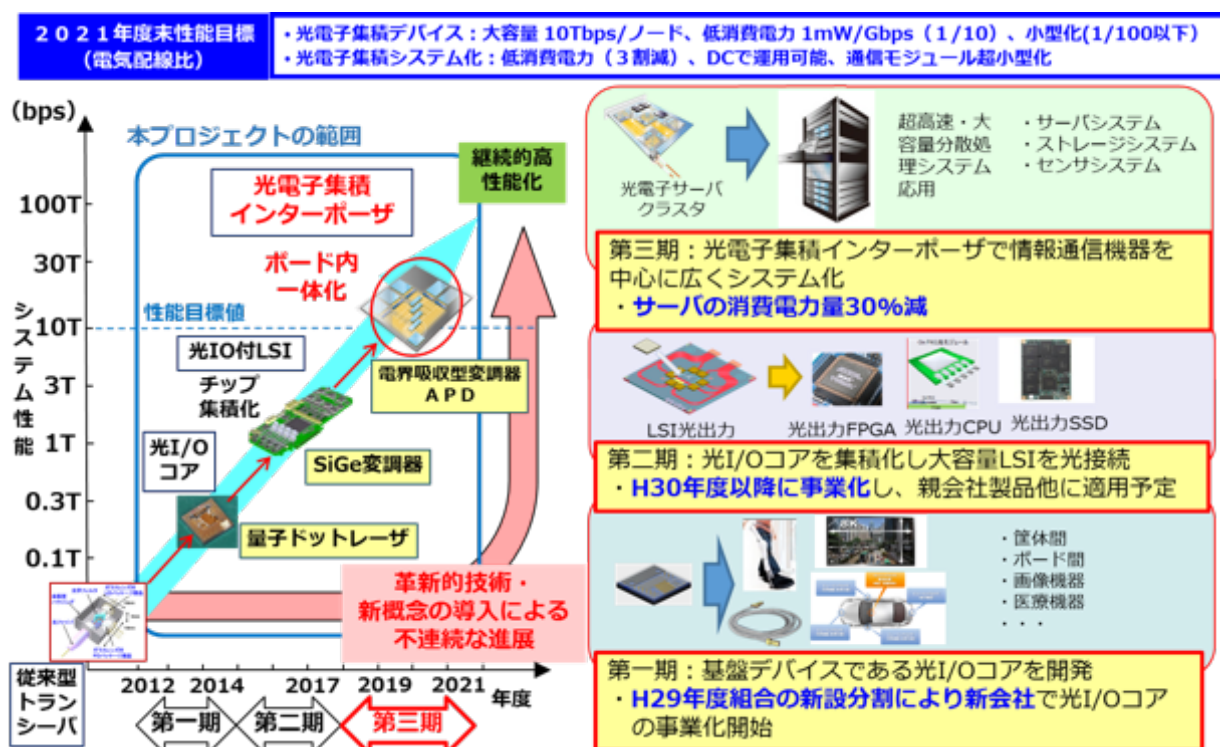 ２０２１年度末性能目標
(電気配線比)
・光電子集積デバイス：大容量 10Tbps/ノード、低消費電力 1mW/Gbps（1/10）、小型化(1/100以下)
・光電子集積システム化：低消費電力（３割減）、DCで運用可能、通信モジュール超小型化
（bps）
本プロジェクトの範囲
光電子集積
インターポーザ
継続的高
性能化
100T
30T
10T
3T
1T
0.3T
0.1T
システム性能
ボード内
一体化
性能目標値
光IO付LSI
チップ
集積化
電界吸収型変調器
ＡＰＤ
光I/O
コア
SiGe変調器
量子ドットレーザ
革新的技術・
新概念の導入による
不連続な進展
従来型
トラン
シーバ
2012
2014
2017
2019
2021
年度
第一期
第二期
第三期
光電子サーバ
クラスタ
超高速・大
容量分散処
理システム
応用
・サーバシステム
・ストレージシステム
・センサシステム
第三期：光電子集積インターポーザで情報通信機器を
中心に広くシステム化
・サーバの消費電力量30%減
LSI光出力
光出力FPGA
光出力CPU
光出力SSD
第二期：光I/Oコアを集積化し大容量LSIを光接続
・H30年度以降に事業化し、親会社製品他に適用予定
8K
・筐体間
・ボード間
・画像機器
・医療機器
・・・
第一期：基盤デバイスである光I/Oコアを開発
・H29年度組合の新設分割により新会社で光I/Oコア
の事業化開始